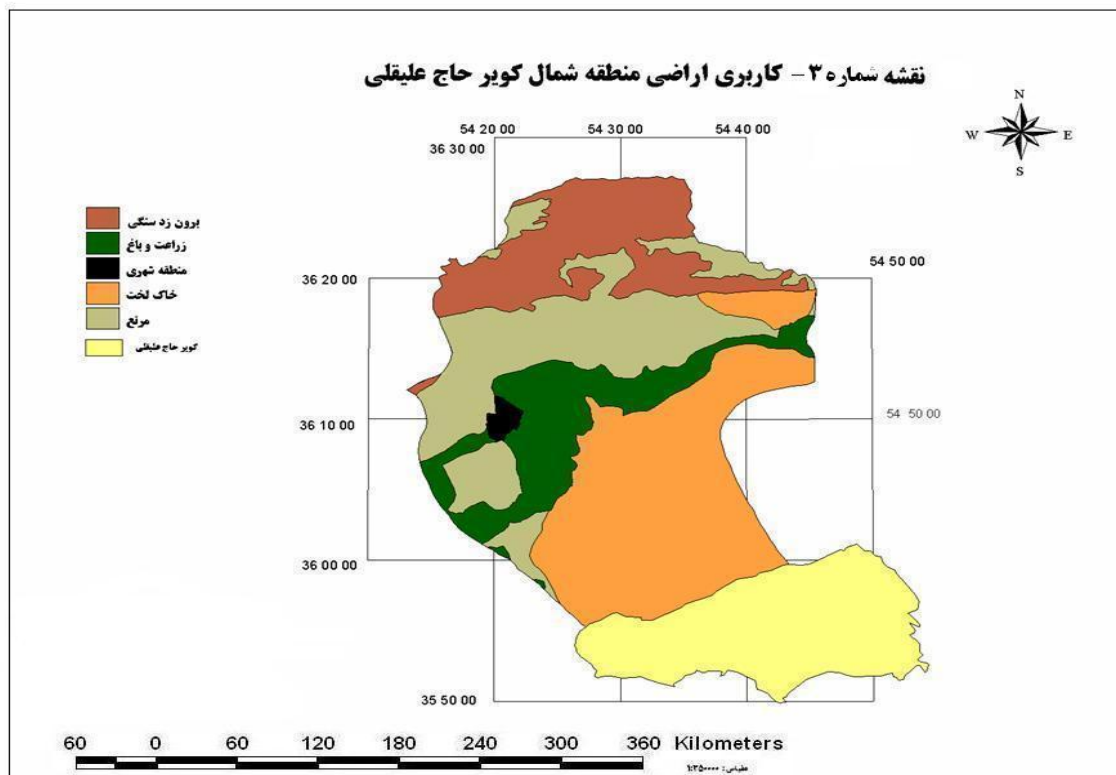 نقشه شماره ۳- کاربری اراضی منطقه شمال کویر حاج علیقلی
N
W E
S
54 20 00 54 30 00 54 40 00
36 30 00
54 50 00
36 20 00
برون زد سنگی
زراعت و باغ
منطقه شهری
خاک لخت
مرتع
کویر حاج علیقلی
36 10 00
54 50 00
36 00 00
35 50 00
60 0 60 120 180 240 300 360 Kilometers
مقیاس: ۱:۳۵۰۰۰۰